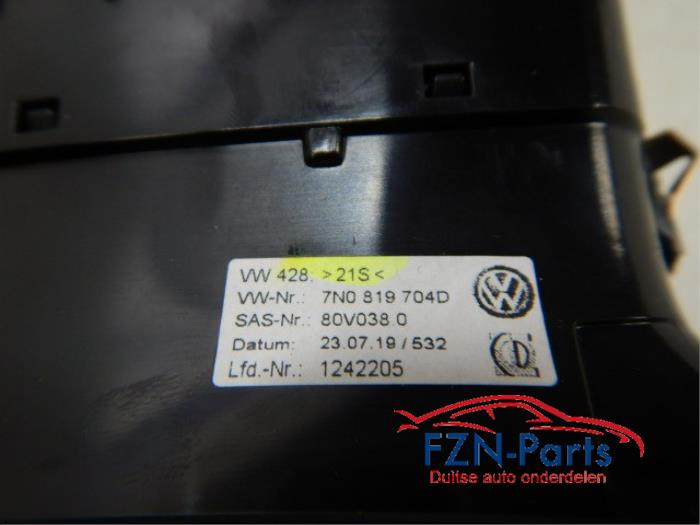 VW 428. >21S<
VW-Nr.: 7N0 819 704D
SAS-Nr.: 80V038.0
Datum: 23.07.19 / 532
Lfd.-Nr.: 1242205
FZN-Parts
Duitse auto onderdelen